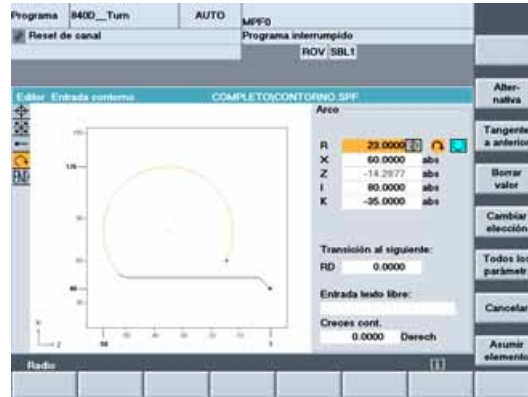 Programa 840D__Turn AUTO MPF0
Reset de canal Programa interrumpido
ROV SBL1
Editor Entrada contorno COMPLETO\CONTORNO.SPF
Arco
R 23.0000
X 60.0000 abs
Z -14.2877 abs
I 80.0000 abs
K -35.0000 abs
Transición al siguiente:
RD 0.0000
Entrada texto libre:
Creces cont.
0.0000 Derech
Radio
END
X
Z
Alter-
nativa
Tangente
a anterior
Borrar
valor
Cambiar
elección
Todos los
parámetr.
Cancelar
Asumir
elemento